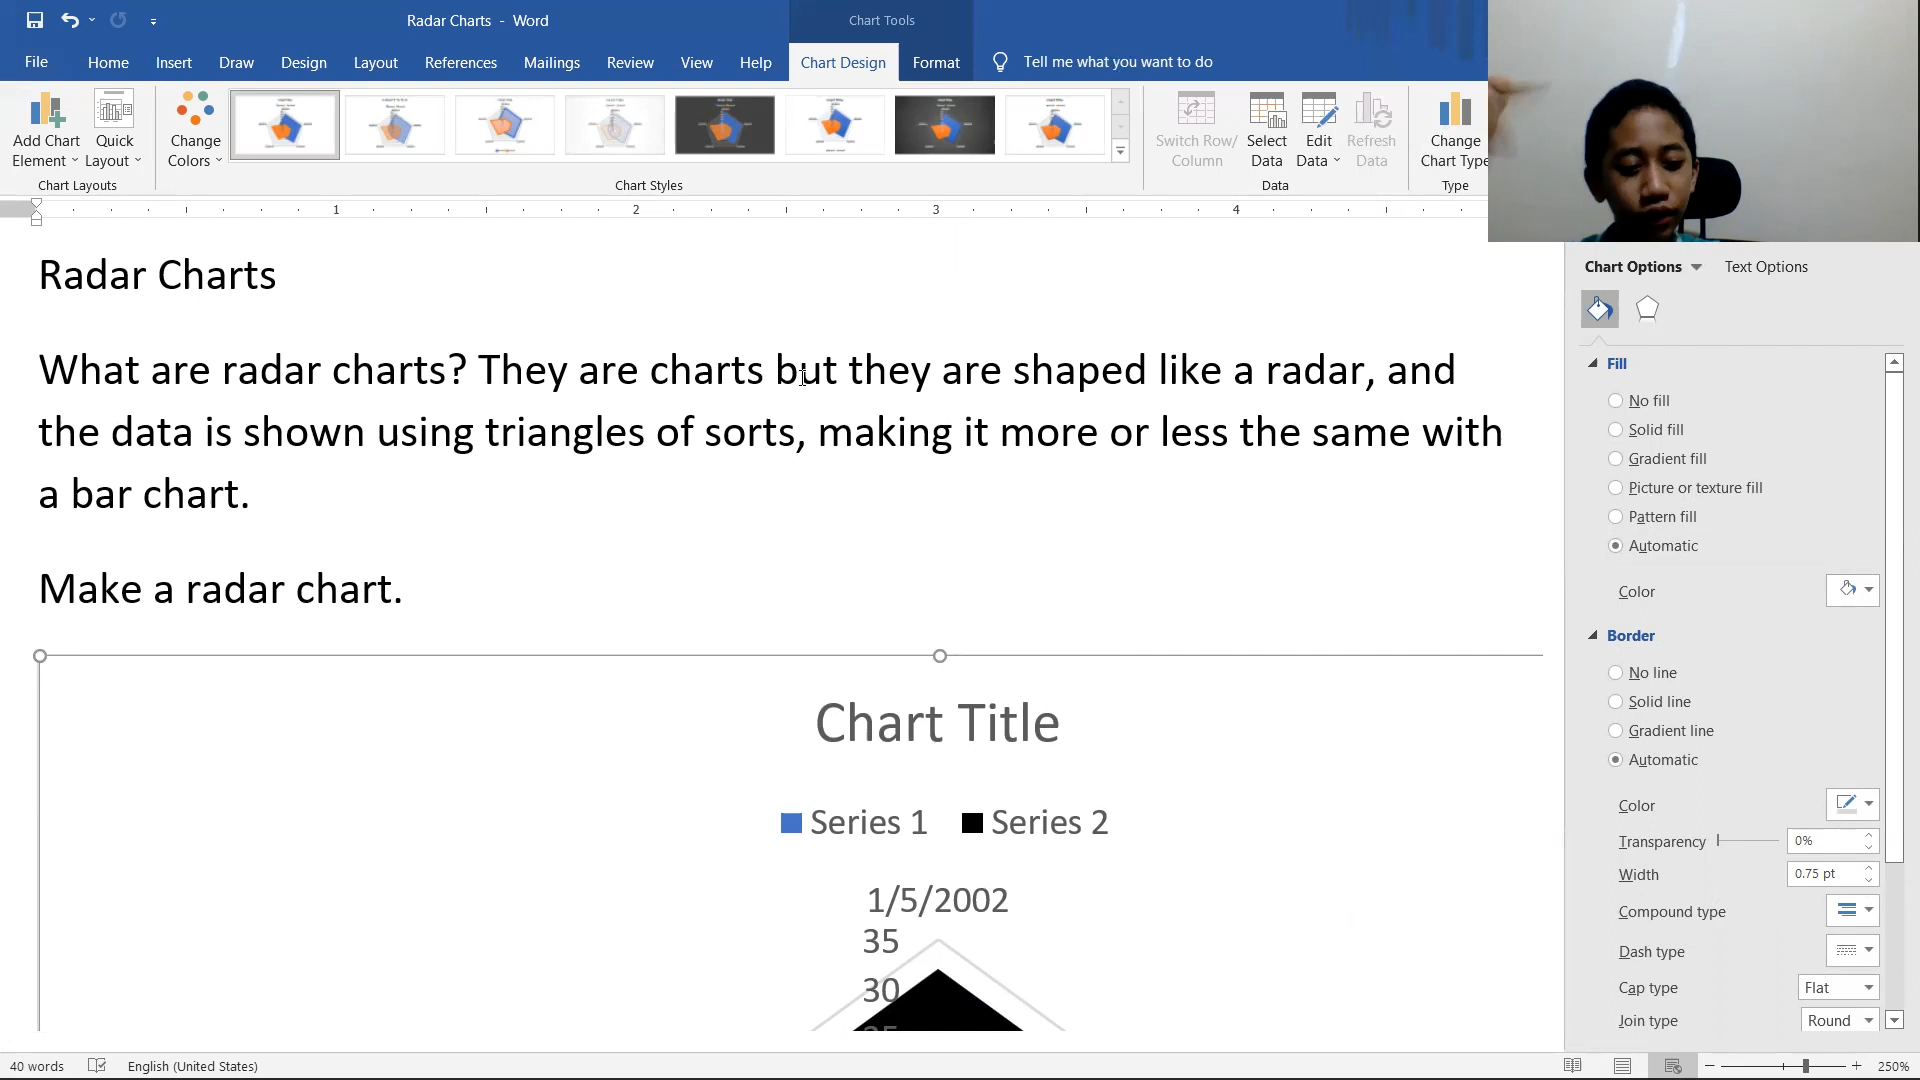 Radar Charts - Word
Chart Tools
File Home Insert Draw Design Layout References Mailings Review View Help Chart Design Format Tell me what you want to do
Add Chart Element
Quick Layout
Change Colors
Switch Row/ Column
Select Data
Edit Data
Refresh Data
Change Chart Type
Chart Layouts
Chart Styles
Data
Type
1 2 3 4
Radar Charts
What are radar charts? They are charts but they are shaped like a radar, and
the data is shown using triangles of sorts, making it more or less the same with
a bar chart.
Make a radar chart.
Chart Title
Series 1 Series 2
1/5/2002
35
30
Chart Options Text Options
Fill
No fill
Solid fill
Gradient fill
Picture or texture fill
Pattern fill
Automatic
Color
Border
No line
Solid line
Gradient line
Automatic
Color
Transparency 0%
Width 0.75 pt
Compound type
Dash type
Cap type Flat
Join type Round
40 words English (United States) 250%